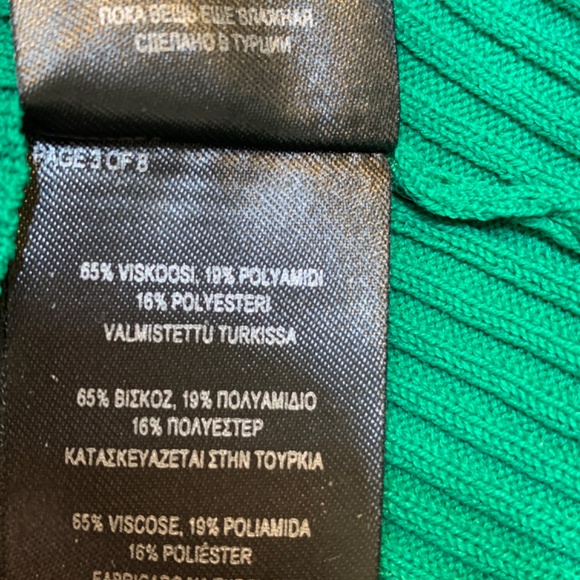 ПОКА ВЕЩЬ ЕЩЕ ВЛАЖНАЯ
СДЕЛАНО В ТУРЦИИ
PAGE 3 OF 8
65% VISKOOSI, 19% POLYAMIDI
16% POLYESTERI
VALMISTETTU TURKISSA
65% ΒΙΣΚΟΖ, 19% ΠΟΛΥΑΜΙΔΙΟ
16% ΠΟΛΥΕΣΤΕΡ
ΚΑΤΑΣΚΕΥΑΖΕΤΑΙ ΣΤΗΝ ΤΟΥΡΚΙΑ
65% VISCOSE, 19% POLIAMIDA
16% POLIÉSTER